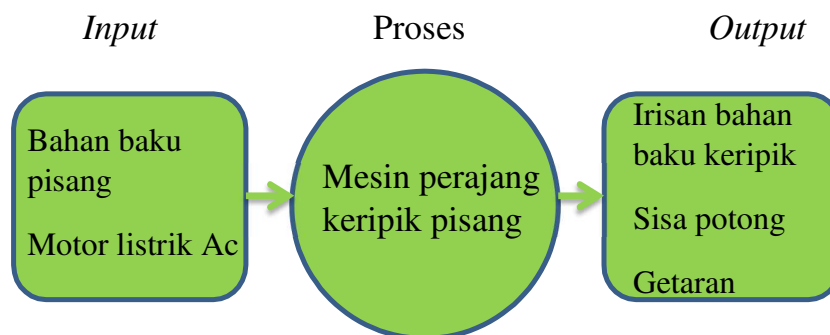 Input Proses Output
Bahan baku
pisang
Motor listrik Ac
Mesin perajang
keripik pisang
Irisan bahan
baku keripik
Sisa potong
Getaran